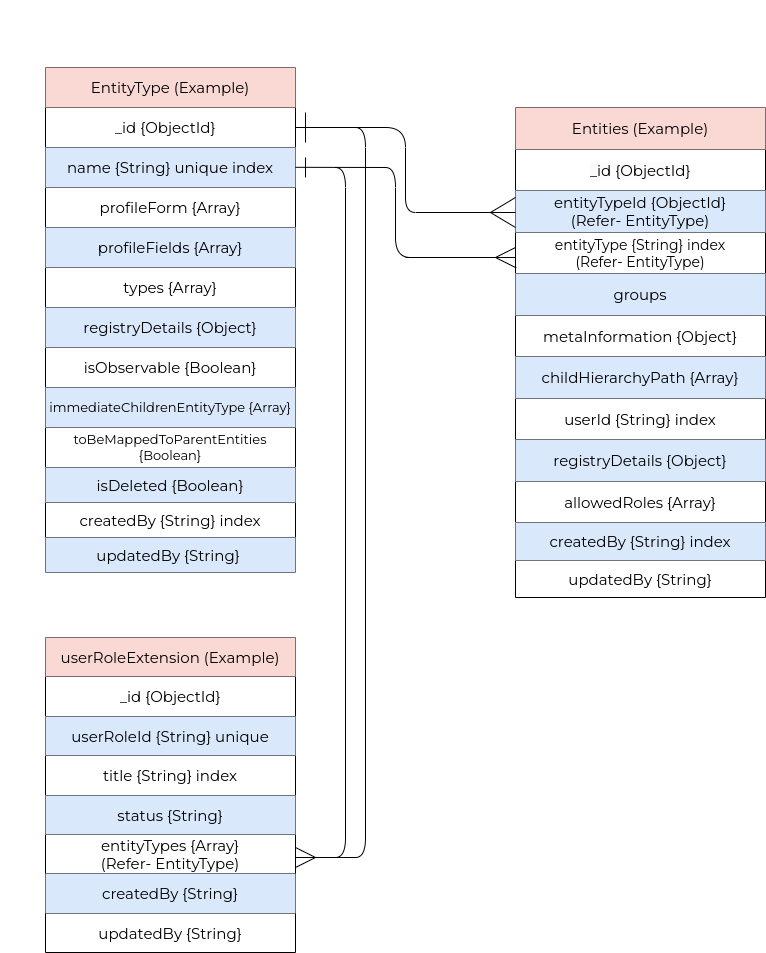 EntityType (Example)
_id {ObjectId}
name {String} unique index
profileForm {Array}
profileFields {Array}
types {Array}
registryDetails {Object}
isObservable {Boolean}
immediateChildrenEntityType {Array}
toBeMappedToParentEntities
{Boolean}
isDeleted {Boolean}
createdBy {String} index
updatedBy {String}
Entities (Example)
_id {ObjectId}
entityTypeId {ObjectId}
(Refer- EntityType)
entityType {String} index
(Refer- EntityType)
groups
metaInformation {Object}
childHierarchyPath {Array}
userId {String} index
registryDetails {Object}
allowedRoles {Array}
createdBy {String} index
updatedBy {String}
userRoleExtension (Example)
_id {ObjectId}
userRoleId {String} unique
title {String} index
status {String}
entityTypes {Array}
(Refer- EntityType)
createdBy {String}
updatedBy {String}